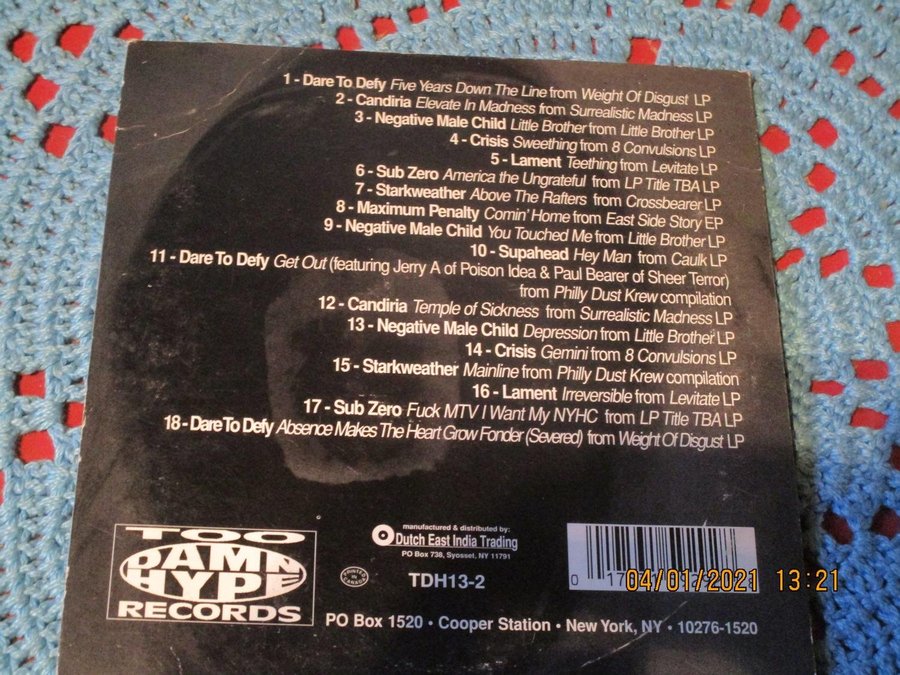 1 - Dare To Defy Five Years Down The Line from Weight Of Disgust LP
2 - Candiria Elevate In Madness from Surrealistic Madness LP
3 - Negative Male Child Little Brother from Little Brother LP
4 - Crisis Sweething from 8 Convulsions LP
5 - Lament Teething from Levitate LP
6 - Sub Zero America the Ungrateful from LP Title TBA LP
7 - Starkweather Above The Rafters from Crossbearer LP
8 - Maximum Penalty Comin' Home from East Side Story EP
9 - Negative Male Child You Touched Me from Little Brother LP
10 - Supahead Hey Man from Caulk LP
11 - Dare To Defy Get Out (featuring Jerry A of Poison Idea & Paul Bearer of Sheer Terror)
from Philly Dust Krew compilation
12 - Candiria Temple of Sickness from Surrealistic Madness LP
13 - Negative Male Child Depression from Little Brother LP
14 - Crisis Gemini from 8 Convulsions LP
15 - Starkweather Mainline from Philly Dust Krew compilation
16 - Lament Irreversible from Levitate LP
17 - Sub Zero Fuck MTV I Want My NYHC from LP Title TBA LP
18 - Dare To Defy Absence Makes The Heart Grow Fonder (Severed) from Weight Of Disgust LP
TOO
DAMN
HYPE
RECORDS
manufactured & distributed by:
Dutch East India Trading
PO Box 738, Syosset, NY 11791
PRINTED IN CANADA
TDH13-2
0 17
04/01/2021 13:21
PO Box 1520 • Cooper Station • New York, NY • 10276-1520